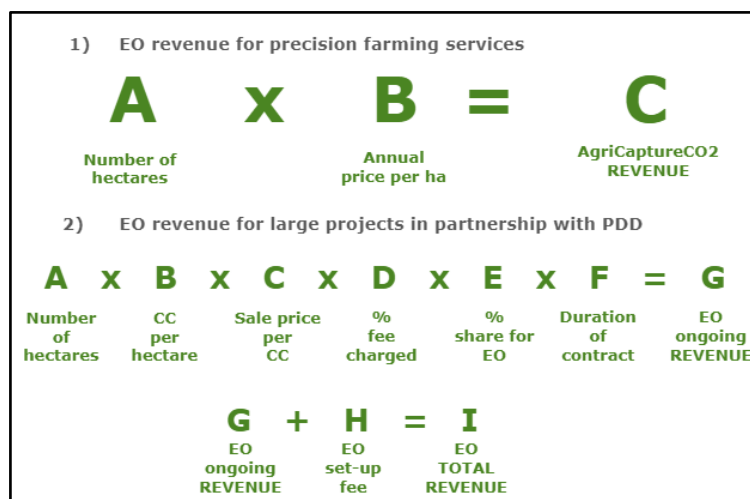 1) EO revenue for precision farming services
A x B = C
Number of hectares
Annual price per ha
AgriCaptureCO2 REVENUE
2) EO revenue for large projects in partnership with PDD
A x B x C x D x E x F = G
Number of hectares
CC per hectare
Sale price per CC
% fee charged
% share for EO
Duration of contract
EO ongoing REVENUE
G + H = I
EO ongoing REVENUE
EO set-up fee
EO TOTAL REVENUE